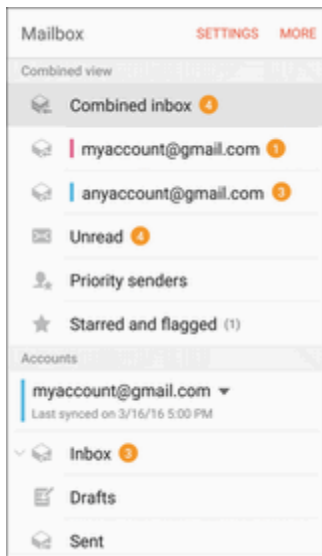 Mailbox SETTINGS MORE
Combined view
Combined inbox 4
myaccount@gmail.com 1
anyaccount@gmail.com 3
Unread 4
Priority senders
Starred and flagged (1)
Accounts
myaccount@gmail.com
Last synced on 3/16/16 5:00 PM
Inbox 3
Drafts
Sent